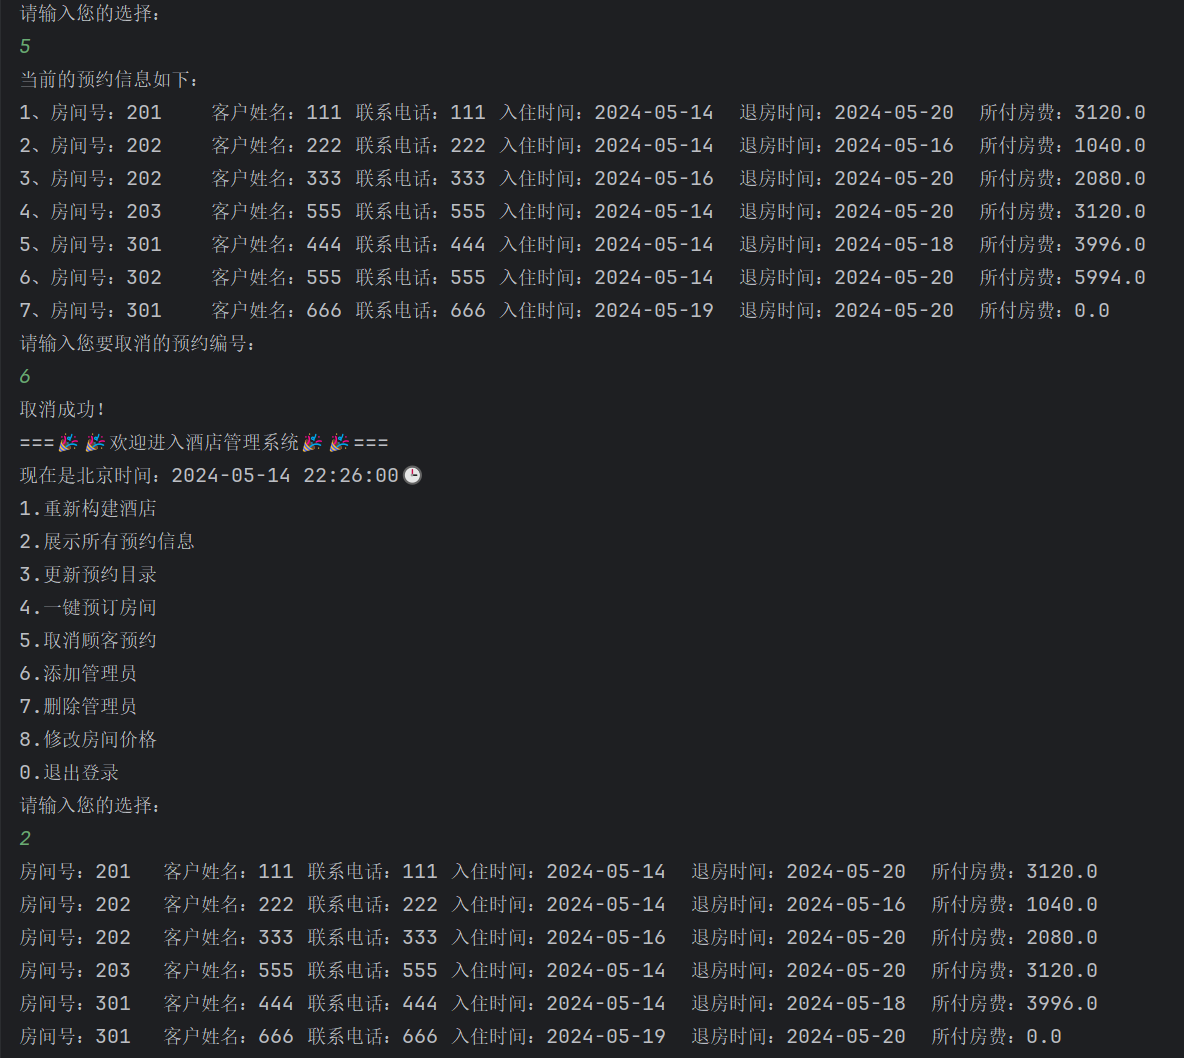 请输入您的选择：
5
当前的预约信息如下：
1、房间号：201 客户姓名：111 联系电话：111 入住时间：2024-05-14 退房时间：2024-05-20 所付房费：3120.0
2、房间号：202 客户姓名：222 联系电话：222 入住时间：2024-05-14 退房时间：2024-05-16 所付房费：1040.0
3、房间号：202 客户姓名：333 联系电话：333 入住时间：2024-05-16 退房时间：2024-05-20 所付房费：2080.0
4、房间号：203 客户姓名：555 联系电话：555 入住时间：2024-05-14 退房时间：2024-05-20 所付房费：3120.0
5、房间号：301 客户姓名：444 联系电话：444 入住时间：2024-05-14 退房时间：2024-05-18 所付房费：3996.0
6、房间号：302 客户姓名：555 联系电话：555 入住时间：2024-05-14 退房时间：2024-05-20 所付房费：5994.0
7、房间号：301 客户姓名：666 联系电话：666 入住时间：2024-05-19 退房时间：2024-05-20 所付房费：0.0
请输入您要取消的预约编号：
6
取消成功！
===🎉🎉欢迎进入酒店管理系统🎉🎉===
现在是北京时间：2024-05-14 22:26:00🕒
1.重新构建酒店
2.展示所有预约信息
3.更新预约目录
4.一键预订房间
5.取消顾客预约
6.添加管理员
7.删除管理员
8.修改房间价格
0.退出登录
请输入您的选择：
2
房间号：201 客户姓名：111 联系电话：111 入住时间：2024-05-14 退房时间：2024-05-20 所付房费：3120.0
房间号：202 客户姓名：222 联系电话：222 入住时间：2024-05-14 退房时间：2024-05-16 所付房费：1040.0
房间号：202 客户姓名：333 联系电话：333 入住时间：2024-05-16 退房时间：2024-05-20 所付房费：2080.0
房间号：203 客户姓名：555 联系电话：555 入住时间：2024-05-14 退房时间：2024-05-20 所付房费：3120.0
房间号：301 客户姓名：444 联系电话：444 入住时间：2024-05-14 退房时间：2024-05-18 所付房费：3996.0
房间号：301 客户姓名：666 联系电话：666 入住时间：2024-05-19 退房时间：2024-05-20 所付房费：0.0